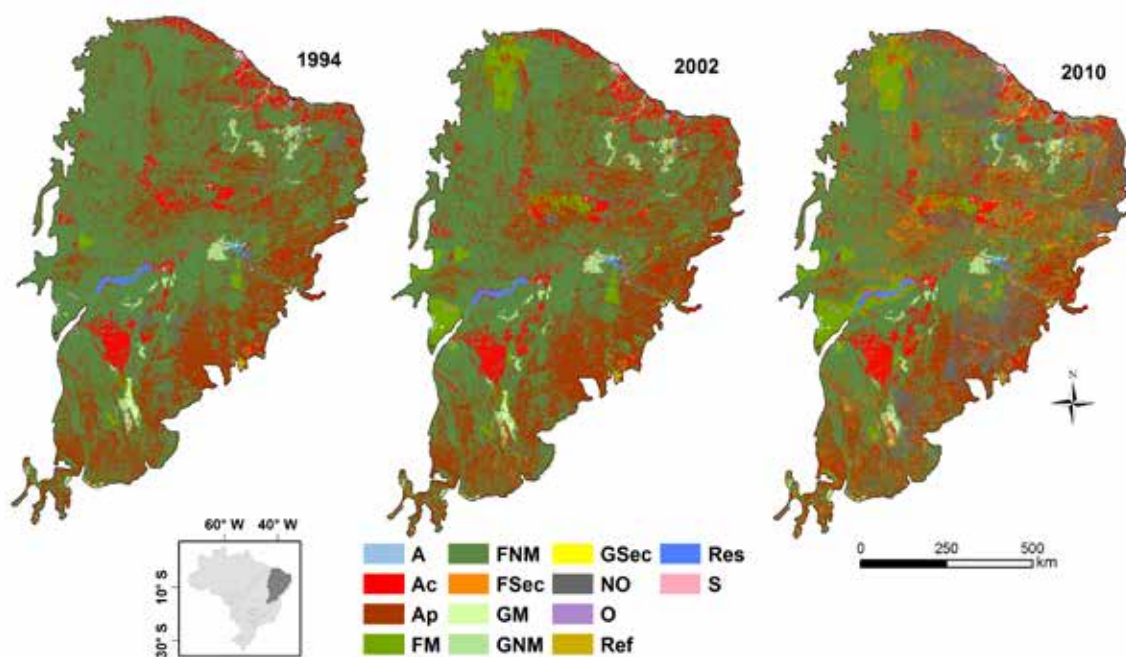 1994
2002
2010
N
60° W 40° W
10° S
30° S
A FNM GSec Res
Ac FSec NO S
Ap GM O
FM GNM Ref
0 250 500
km